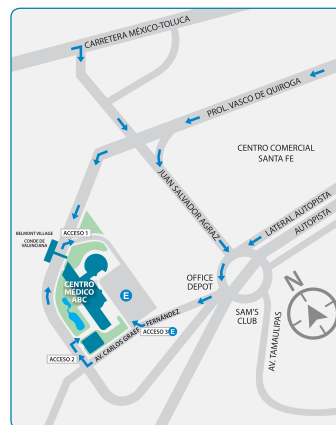 CARRETERA MÉXICO-TOLUCA
PROL. VASCO DE QUIROGA
CENTRO COMERCIAL
SANTA FE
JUAN SALVADOR AGRAZ
LATERAL AUTOPISTA
AUTOPISTA
BELMONT VILLAGE
CONDE DE
VALENCIANA
ACCESO 1
CENTRO
MÉDICO
ABC
E
OFFICE
DEPOT
N
SAM'S
CLUB
AV. TAMAULIPAS
AV. CARLOS GRAEF FERNÁNDEZ
ACCESO 3 E
ACCESO 2